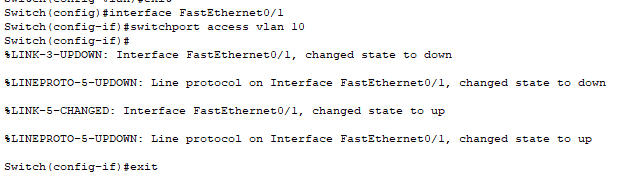 Switch(config)#interface FastEthernet0/1
Switch(config-if)#switchport access vlan 10
Switch(config-if)#
%LINK-3-UPDOWN: Interface FastEthernet0/1, changed state to down
%LINEPROTO-5-UPDOWN: Line protocol on Interface FastEthernet0/1, changed state to down
%LINK-5-CHANGED: Interface FastEthernet0/1, changed state to up
%LINEPROTO-5-UPDOWN: Line protocol on Interface FastEthernet0/1, changed state to up
Switch(config-if)#exit